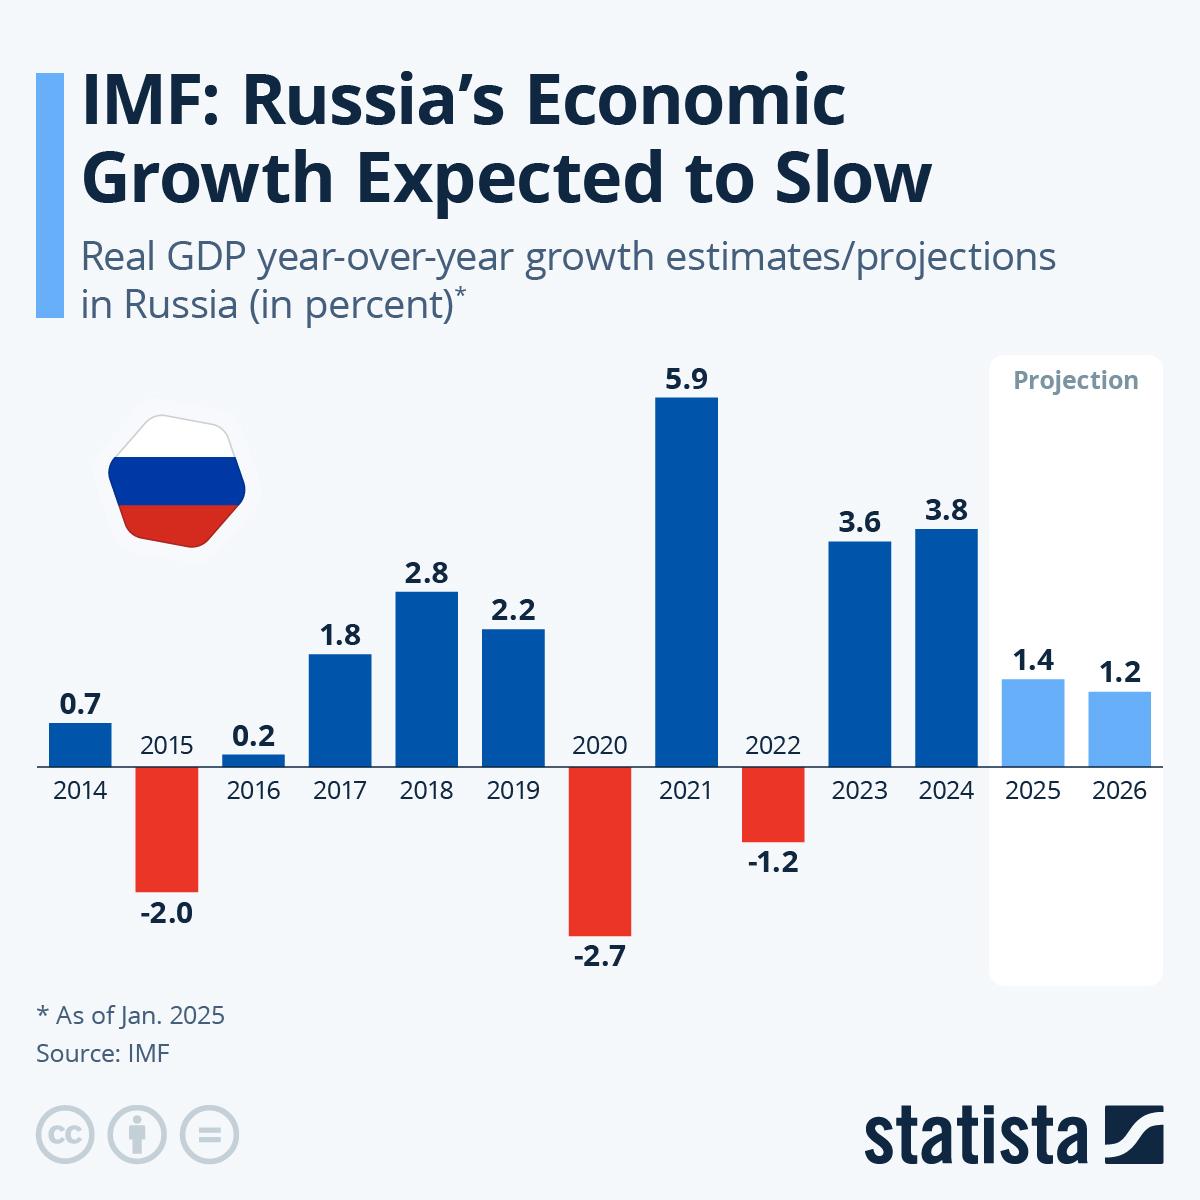 IMF: Russia’s Economic
Growth Expected to Slow
Real GDP year-over-year growth estimates/projections
in Russia (in percent)*
Projection
0.7
2014
2015
-2.0
0.2
2016
1.8
2017
2.8
2018
2.2
2019
2020
-2.7
5.9
2021
2022
-1.2
3.6
2023
3.8
2024
1.4
2025
1.2
2026
* As of Jan. 2025
Source: IMF
cc
statista